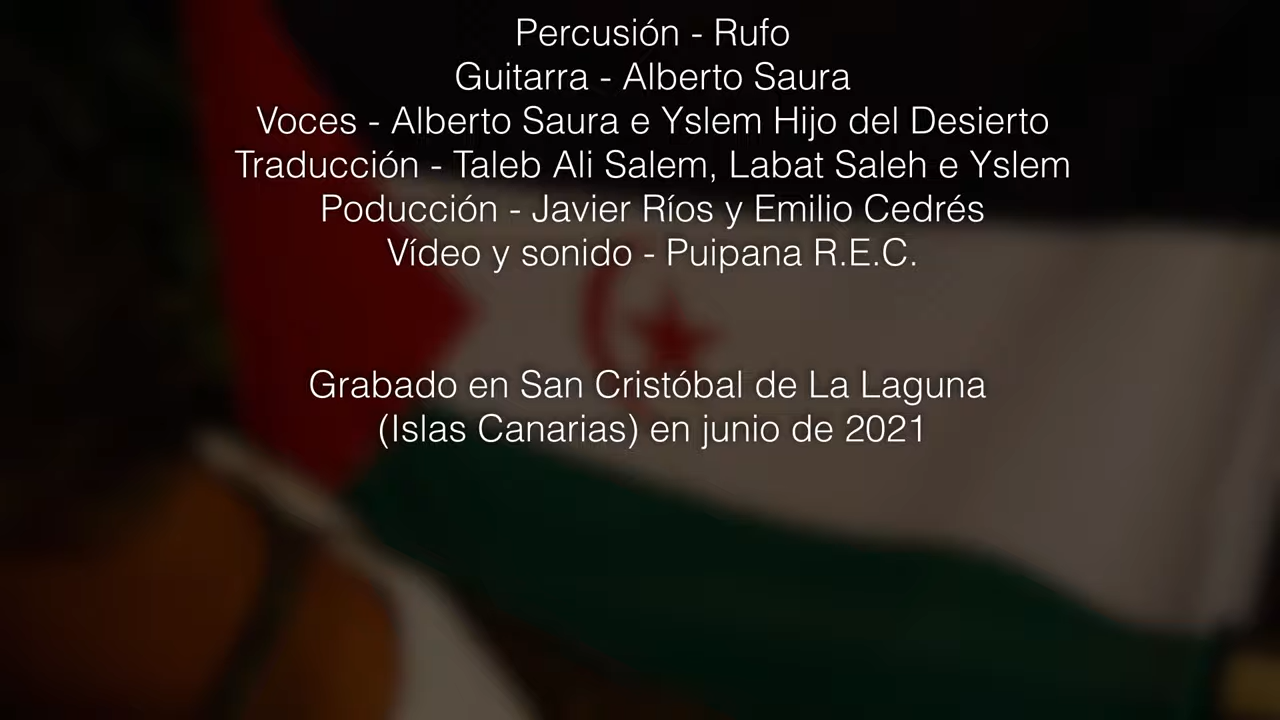 Percusión - Rufo
Guitarra - Alberto Saura
Voces - Alberto Saura e Yslem Hijo del Desierto
Traducción - Taleb Ali Salem, Labat Saleh e Yslem
Poducción - Javier Ríos y Emilio Cedrés
Vídeo y sonido - Puipana R.E.C.
Grabado en San Cristóbal de La Laguna
(Islas Canarias) en junio de 2021